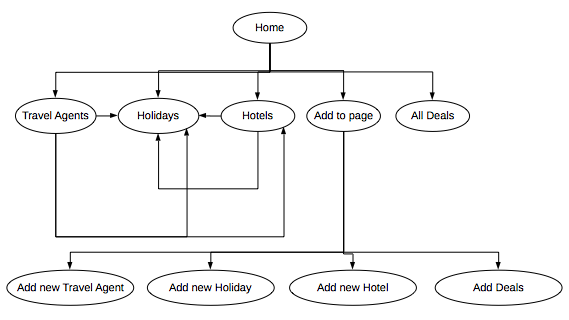 Home
Travel Agents
Holidays
Hotels
Add to page
All Deals
Add new Travel Agent
Add new Holiday
Add new Hotel
Add Deals